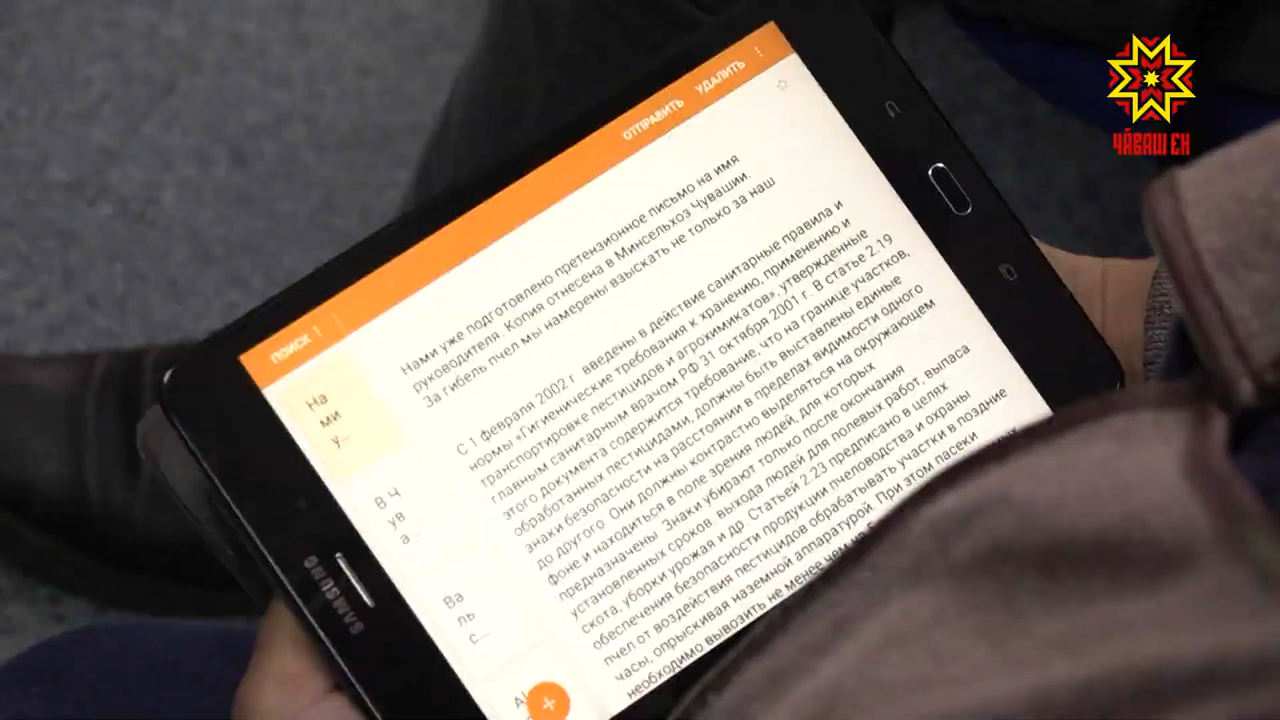 ЧĂВАШ ЕН
ПОИСК
ОТПРАВИТЬ
УДАЛИТЬ
На
ми
у...
В Ч
ув
а...
Ва
ль
с...
Нами уже подготовлено претензионное письмо на имя
руководителя. Копия отнесена в Минсельхоз Чувашии.
За гибель пчел мы намерены взыскать не только за наш
С 1 февраля 2002 г. введены в действие санитарные правила и
нормы «Гигиенические требования к хранению, применению и
транспортировке пестицидов и агрохимикатов», утвержденные
главным санитарным врачом РФ 31 октября 2001 г. В статье 2.19
этого документа содержится требование, что на границе участков,
обработанных пестицидами, должны быть выставлены единые
знаки безопасности на расстоянии в пределах видимости одного
до другого. Они должны контрастно выделяться на окружающем
фоне и находиться в поле зрения людей, для которых
предназначены. Знаки убирают только после окончания
установленных сроков: выхода людей для полевых работ, выпаса
скота, уборки урожая и др. Статьей 2.23 предписано в целях
обеспечения безопасности продукции пчеловодства и охраны
пчел от воздействия пестицидов обрабатывать участки в поздние
часы, опрыскивая наземной аппаратурой. При этом пасеки
необходимо вывозить не менее чем на
SAMSUNG